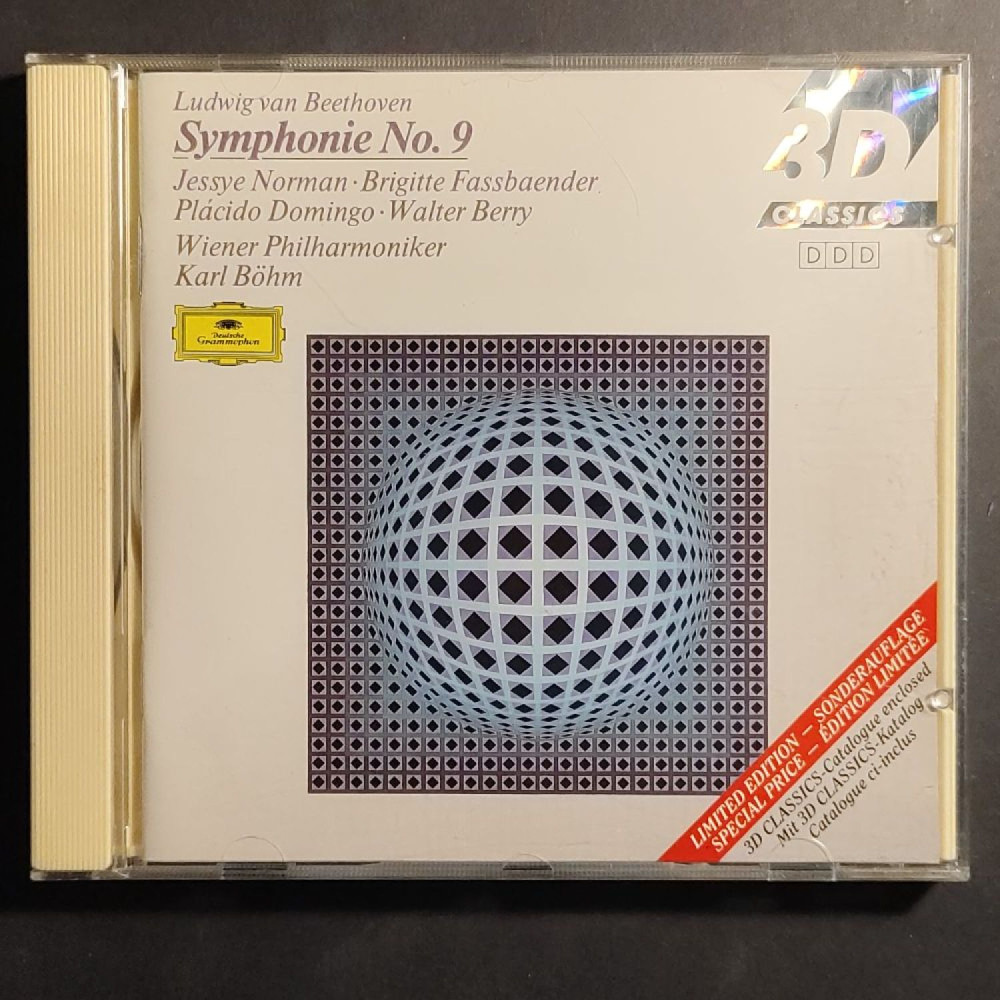 Ludwig van Beethoven
Symphonie No. 9
Jessye Norman · Brigitte Fassbaender
Plácido Domingo · Walter Berry
Wiener Philharmoniker
Karl Böhm
Deutsche
Grammophon
3D
CLASSICS
DDD
LIMITED EDITION – SONDERAUFLAGE
SPECIAL PRICE – ÉDITION LIMITÉE
3D CLASSICS-Catalogue enclosed
Mit 3D CLASSICS-Katalog
Catalogue ci-inclus